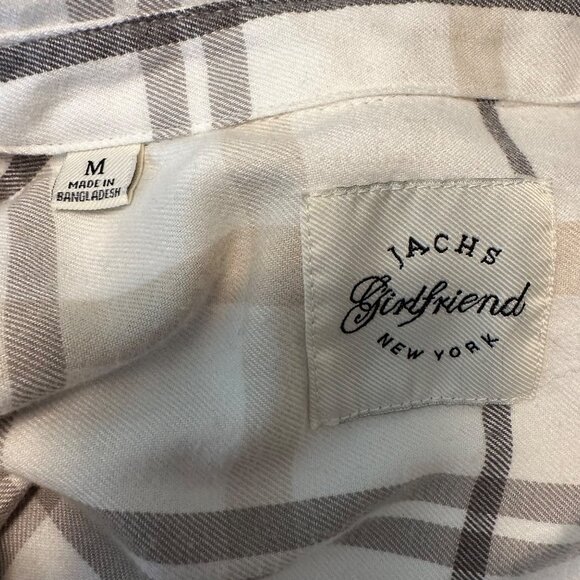 M
MADE IN
BANGLADESH
JACHS
Girlfriend
NEW YORK